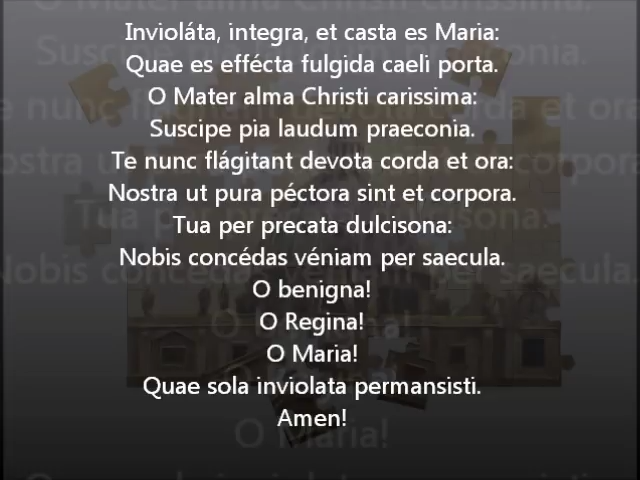 Invioláta, integra, et casta es Maria:
Quae es effécta fulgida caeli porta.
O Mater alma Christi carissima:
Suscipe pia laudum praeconia.
Te nunc flágitant devota corda et ora:
Nostra ut pura péctora sint et corpora.
Tua per precata dulcisona:
Nobis concédas véniam per saecula.
O benigna!
O Regina!
O Maria!
Quae sola inviolata permansisti.
Amen!